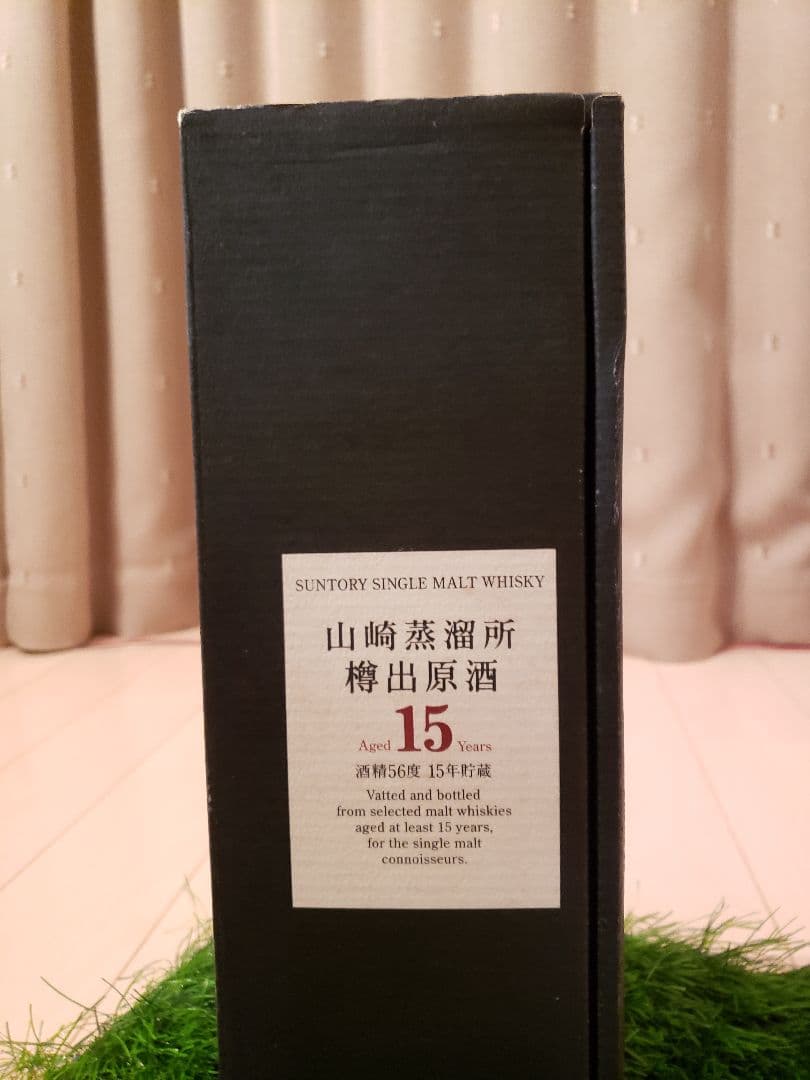 SUNTORY SINGLE MALT WHISKY
山崎蒸溜所
樽出原酒
Aged 15 Years
酒精56度 15年貯蔵
Vatted and bottled
from selected malt whiskies
aged at least 15 years,
for the single malt
connoisseurs.